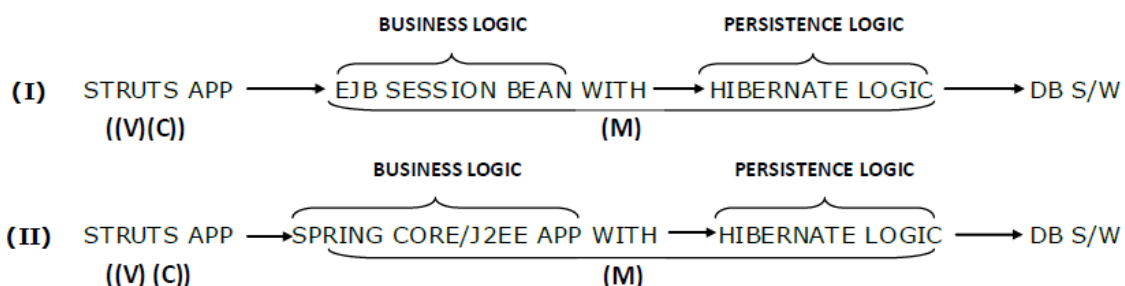 BUSINESS LOGIC PERSISTENCE LOGIC
(I) STRUTS APP EJB SESSION BEAN WITH HIBERNATE LOGIC DB S/W
((V)(C)) (M)
BUSINESS LOGIC PERSISTENCE LOGIC
(II) STRUTS APP SPRING CORE/J2EE APP WITH HIBERNATE LOGIC DB S/W
((V) (C)) (M)